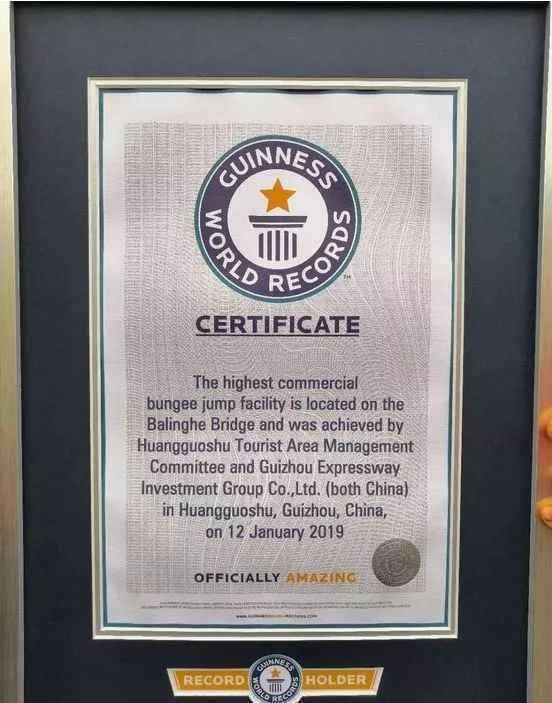 GUINNESS
WORLD RECORDS
TM
CERTIFICATE
The highest commercial
bungee jump facility is located on the
Balinghe Bridge and was achieved by
Huangguoshu Tourist Area Management
Committee and Guizhou Expressway
Investment Group Co.,Ltd. (both China)
in Huangguoshu, Guizhou, China,
on 12 January 2019
OFFICIALLY AMAZING
RECORD
GUINNESS
WORLD RECORDS
HOLDER